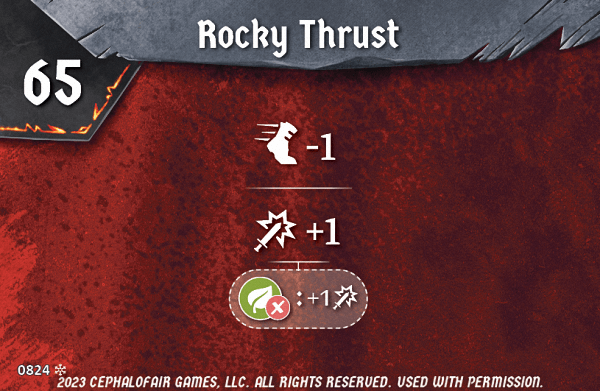 Rocky Thrust
65
-1
+1
:+1
0824
2023 CEPHALOFAIR GAMES, LLC. ALL RIGHTS RESERVED. USED WITH PERMISSION.